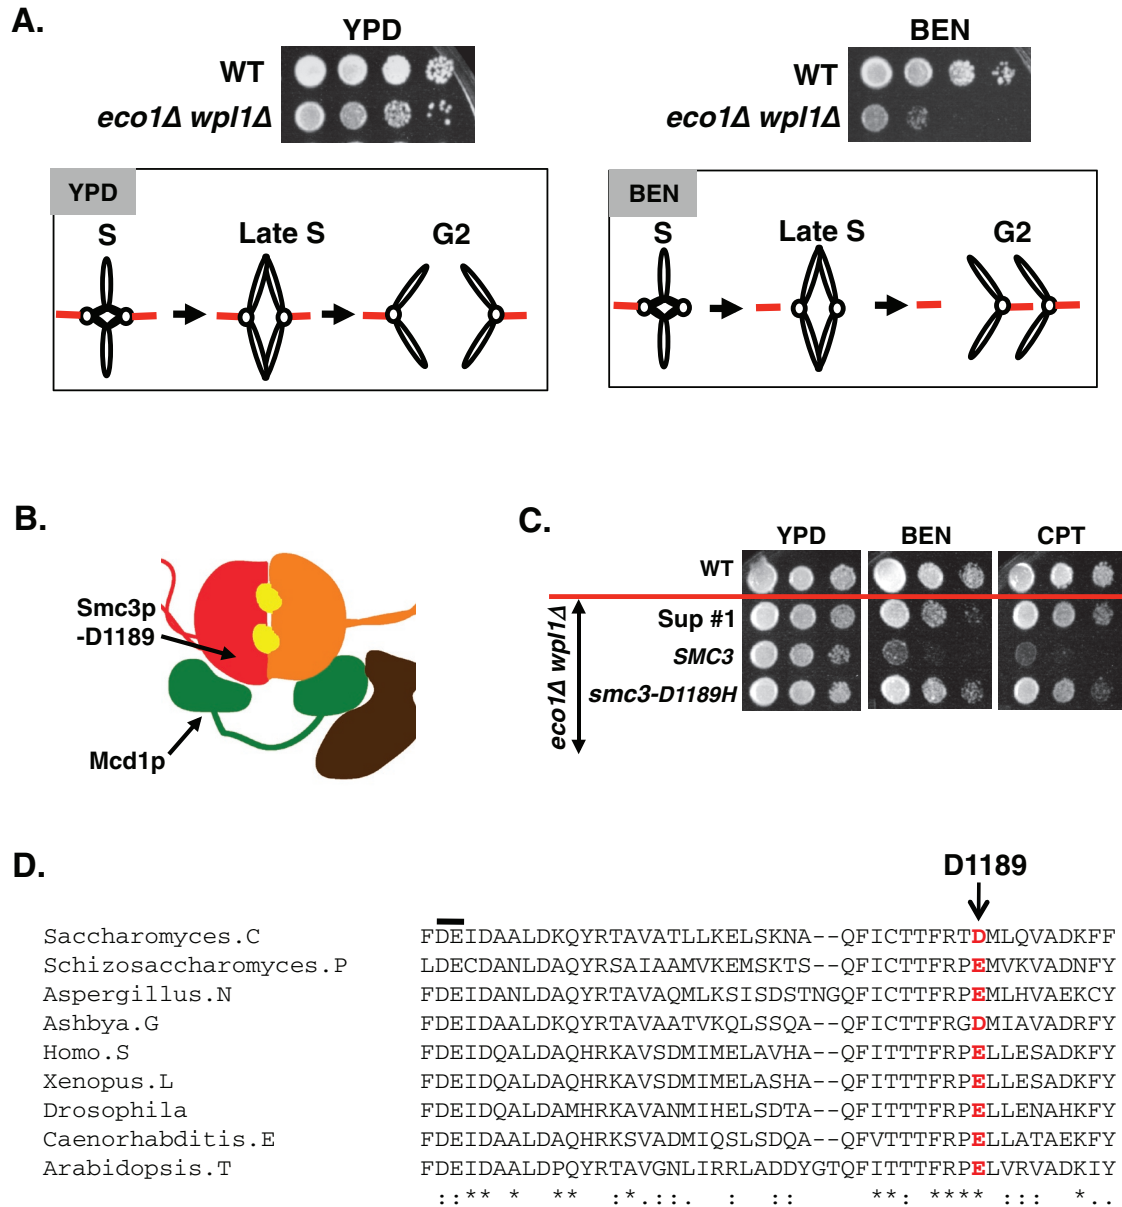 A.
YPD
WT
eco1Δ wpl1Δ
BEN
WT
eco1Δ wpl1Δ
YPD
S
Late S
G2
BEN
S
Late S
G2
B.
Smc3p
-D1189
Mcd1p
C.
YPD BEN CPT
WT
eco1Δ wpl1Δ
Sup #1
SMC3
smc3-D1189H
D.
D1189
Saccharomyces.C FDEIDAALDKQYRTAVATLLKELSKNA--QFICTTFRTDMLQVADKFF
Schizosaccharomyces.P LDECDANLDAQYRSAIAAMVKEMSKTS--QFICTTFRPEMVKVADNFY
Aspergillus.N FDEIDANLDAQYRTAVAQMLKSISDSTNGQFICTTFRPEMLHVAEKCY
Ashbya.G FDEIDAALDKQYRTAVAATVKQLSSQA--QFICTTFRGDMIAVADRFY
Homo.S FDEIDQALDAQHRKAVSDMIMELAVHA--QFITTTFRPELLESADKFY
Xenopus.L FDEIDQALDAQHRKAVSDMIMELASHA--QFITTTFRPELLESADKFY
Drosophila FDEIDQALDAMHRKAVANMIHELSDTA--QFITTTFRPELLENAHKFY
Caenorhabditis.E FDEIDAALDAQHRKSVADMIQSLSDQA--QFVTTTFRPELLATAEKFY
Arabidopsis.T FDEIDAALDPQYRTAVGNLIRRLADDYGTQFITTTFRPELVRVADKIY
::** * ** :*.::. : :: **: **** ::: *..